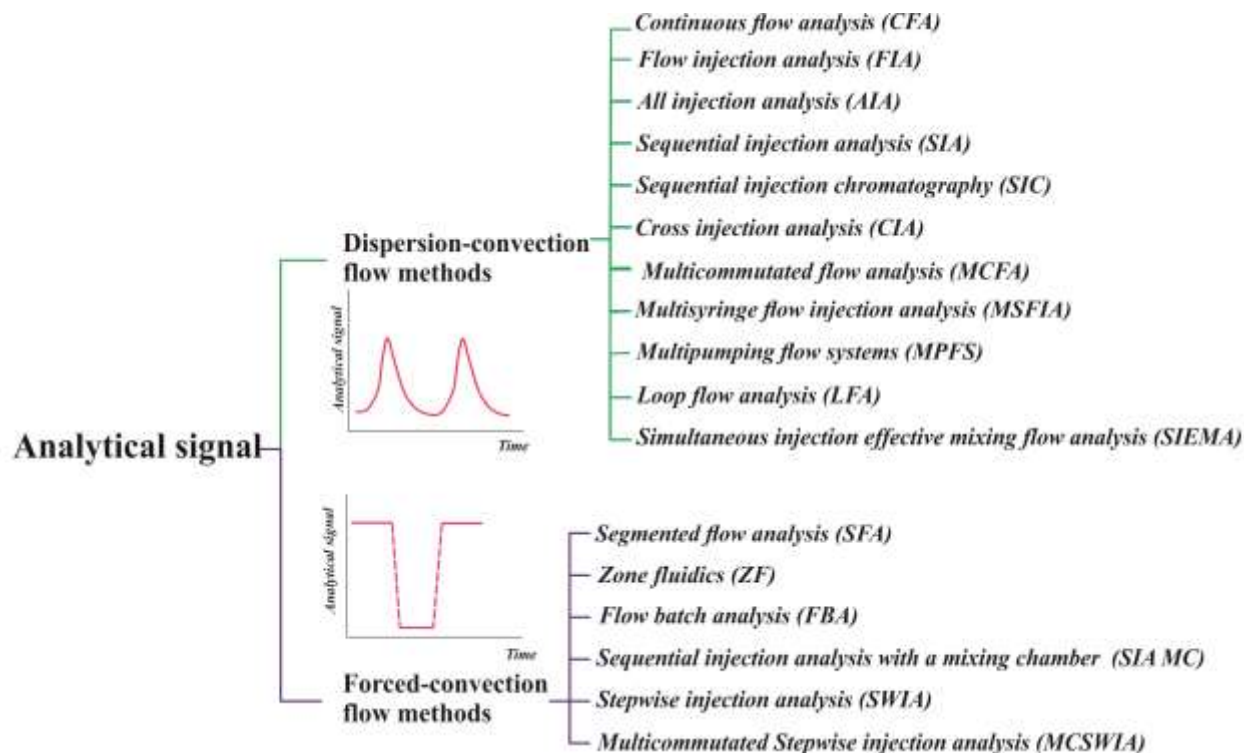 Continuous flow analysis (CFA)
Flow injection analysis (FIA)
All injection analysis (AIA)
Sequential injection analysis (SIA)
Sequential injection chromatography (SIC)
Cross injection analysis (CIA)
Multicommutated flow analysis (MCFA)
Multisyringe flow injection analysis (MSFIA)
Multipumping flow systems (MPFS)
Loop flow analysis (LFA)
Simultaneous injection effective mixing flow analysis (SIEMA)
Dispersion-convection
flow methods
Analytical signal
Time
Analytical signal
Analytical signal
Time
Forced-convection
flow methods
Segmented flow analysis (SFA)
Zone fluidics (ZF)
Flow batch analysis (FBA)
Sequential injection analysis with a mixing chamber (SIA MC)
Stepwise injection analysis (SWIA)
Multicommutated Stepwise injection analysis (MCSWIA)